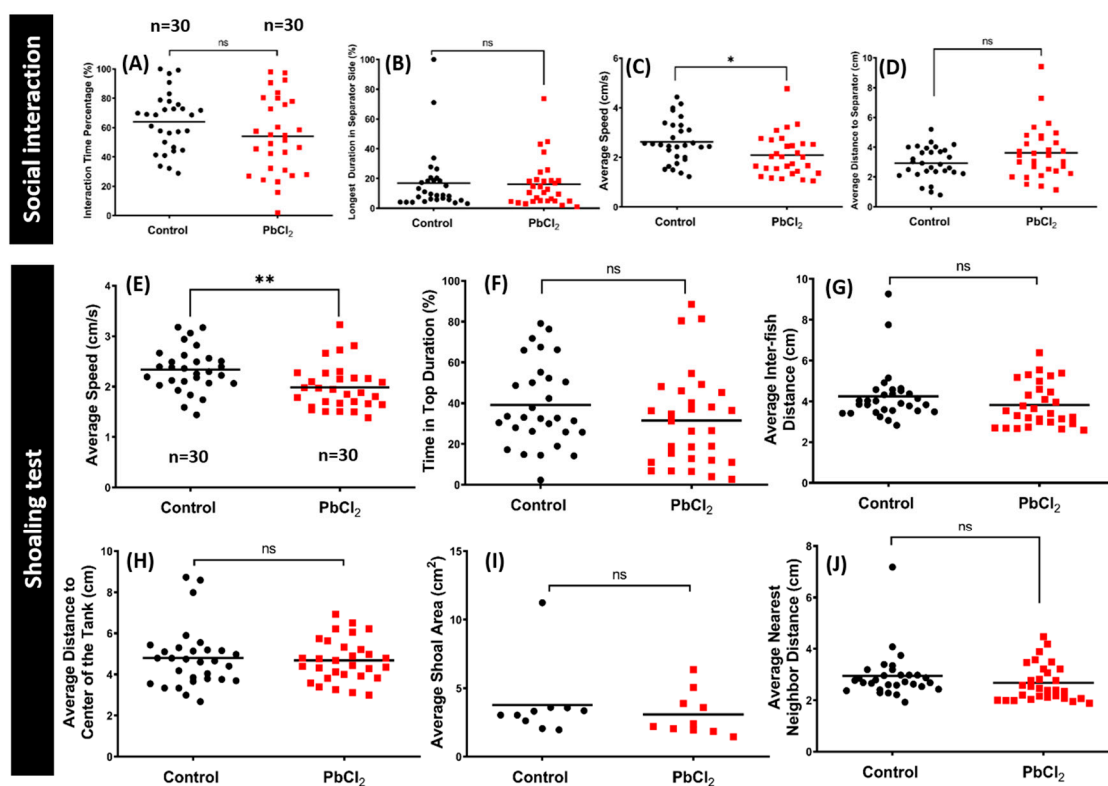 Social interaction
n=30
n=30
(A)
ns
Interaction Time Percentage (%)
100
80
60
40
20
0
Control
PbCl₂
(B)
ns
Longest Duration in Separator Side (%)
100
80
60
40
20
0
Control
PbCl₂
(C)
*
Average Speed (cm/s)
6
4
2
0
Control
PbCl₂
(D)
ns
Average Distance to Separator (cm)
10
8
6
4
2
0
Control
PbCl₂
Shoaling test
(E)
**
Average Speed (cm/s)
4
3
2
1
0
n=30
n=30
Control
PbCl₂
(F)
ns
Time in Top Duration (%)
100
80
60
40
20
0
Control
PbCl₂
(G)
ns
Average Inter-fish
Distance (cm)
10
8
6
4
2
0
Control
PbCl₂
(H)
ns
Average Distance to
Center of the Tank (cm)
10
8
6
4
2
0
Control
PbCl₂
(I)
ns
Average Shoal Area (cm²)
15
10
5
0
Control
PbCl₂
(J)
ns
Average Nearest
Neighbor Distance (cm)
8
6
4
2
0
Control
PbCl₂